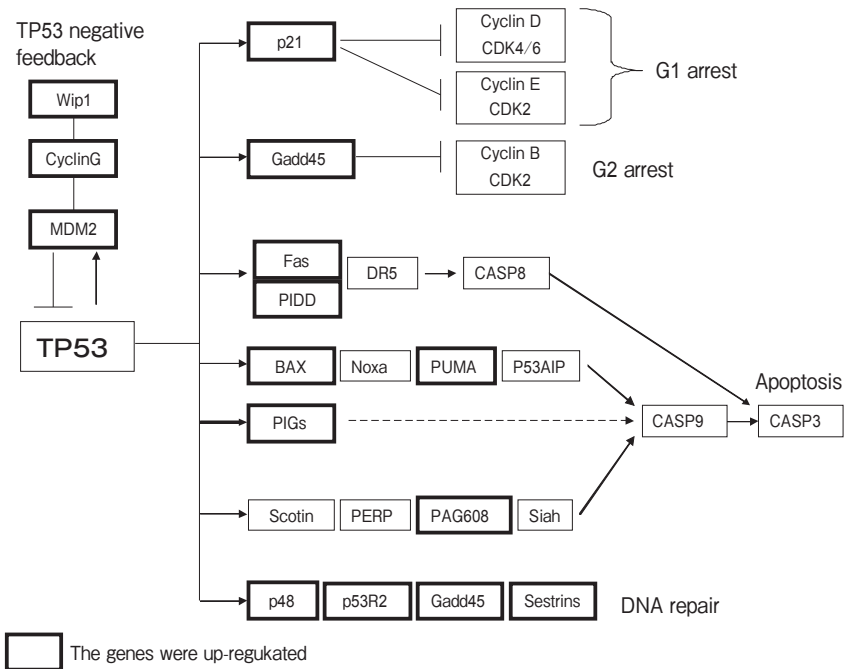 TP53 negative
feedback
Wip1
CyclinG
MDM2
TP53
p21
Cyclin D
CDK4/6
Cyclin E
CDK2
G1 arrest
Gadd45
Cyclin B
CDK2
G2 arrest
Fas
PIDD
DR5
CASP8
BAX
Noxa
PUMA
P53AIP
Apoptosis
PIGs
CASP9
CASP3
Scotin
PERP
PAG608
Siah
p48
p53R2
Gadd45
Sestrins
DNA repair
The genes were up-regukated